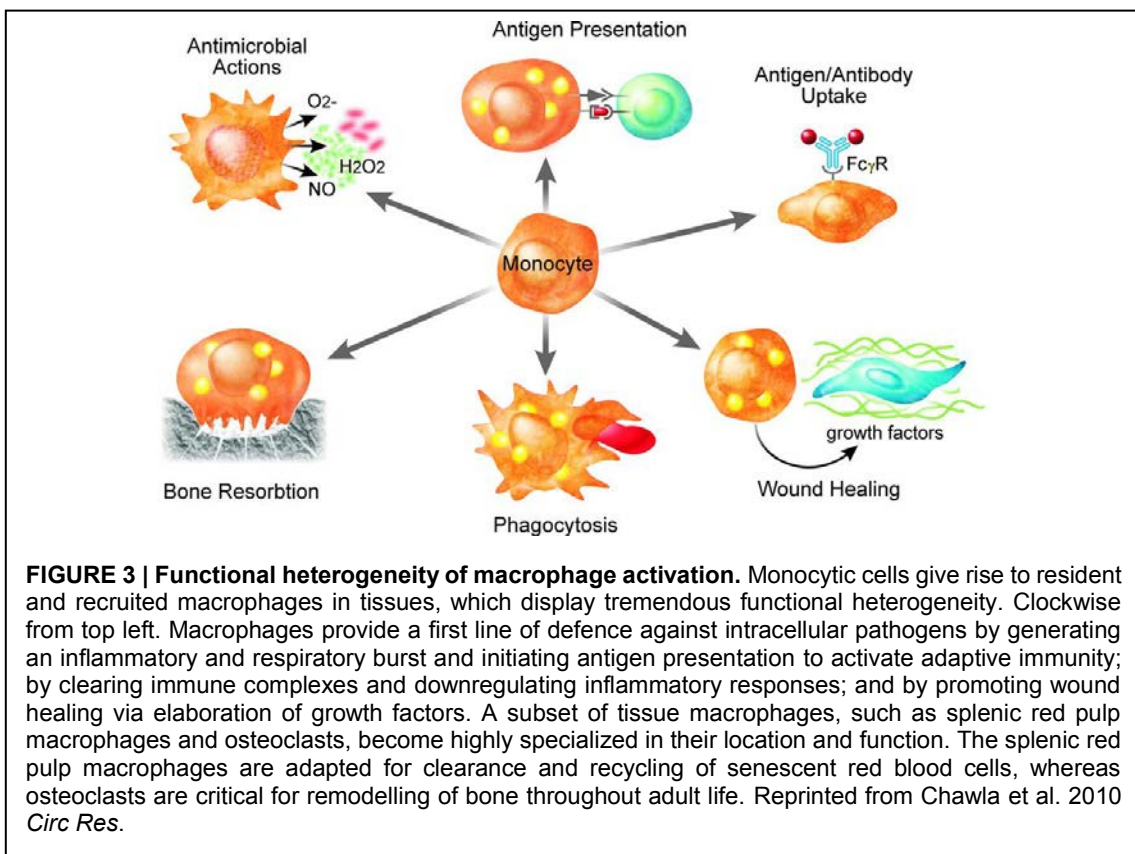 Antigen Presentation
Antimicrobial
Actions
O2-
H2O2
NO
Antigen/Antibody
Uptake
FcγR
Monocyte
Bone Resorbtion
Phagocytosis
growth factors
Wound Healing
FIGURE 3 | Functional heterogeneity of macrophage activation. Monocytic cells give rise to resident
and recruited macrophages in tissues, which display tremendous functional heterogeneity. Clockwise
from top left. Macrophages provide a first line of defence against intracellular pathogens by generating
an inflammatory and respiratory burst and initiating antigen presentation to activate adaptive immunity;
by clearing immune complexes and downregulating inflammatory responses; and by promoting wound
healing via elaboration of growth factors. A subset of tissue macrophages, such as splenic red pulp
macrophages and osteoclasts, become highly specialized in their location and function. The splenic red
pulp macrophages are adapted for clearance and recycling of senescent red blood cells, whereas
osteoclasts are critical for remodelling of bone throughout adult life. Reprinted from Chawla et al. 2010
Circ Res.